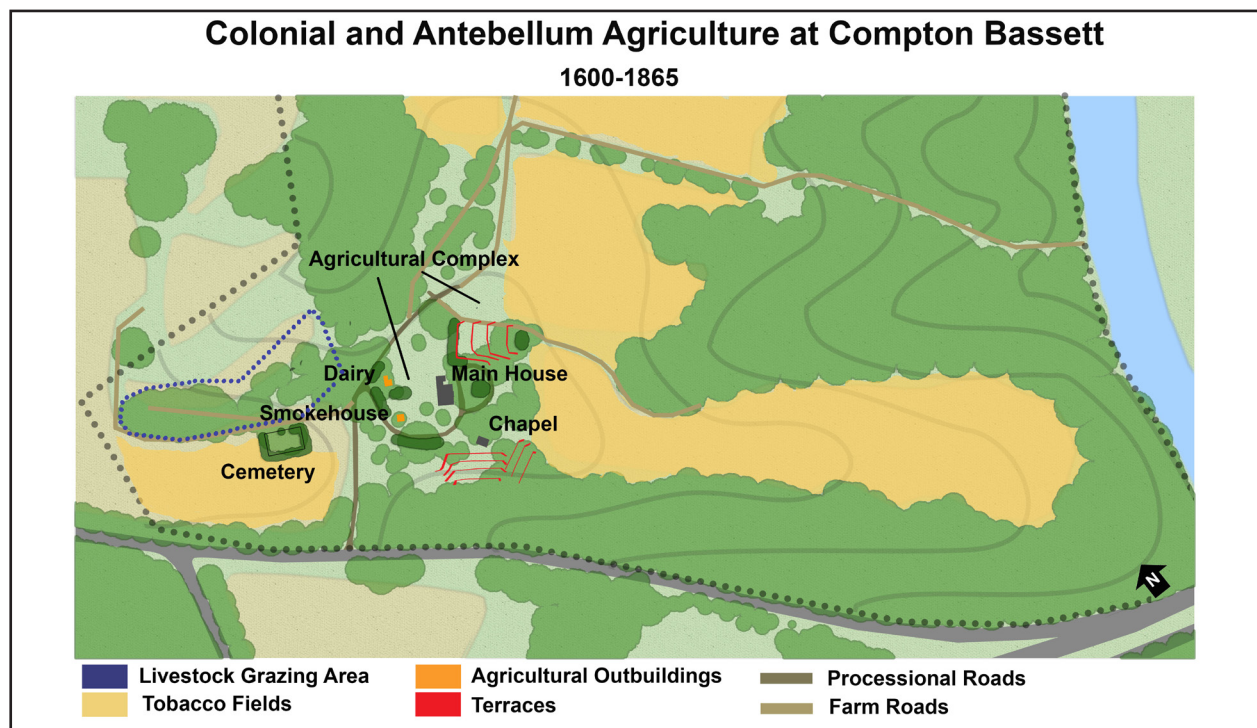 Colonial and Antebellum Agriculture at Compton Bassett
1600-1865
Agricultural Complex
Dairy
Main House
Smokehouse
Chapel
Cemetery
N
Livestock Grazing Area
Agricultural Outbuildings
Processional Roads
Tobacco Fields
Terraces
Farm Roads